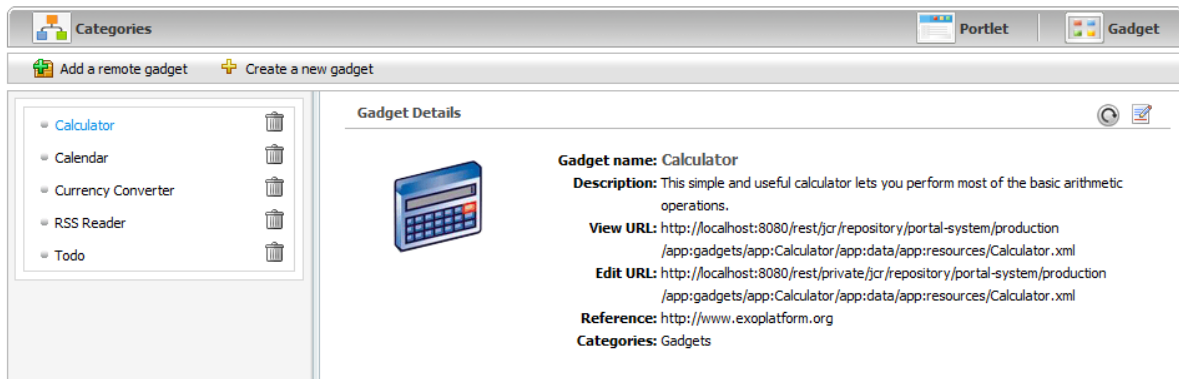 Categories Portlet Gadget
Add a remote gadget Create a new gadget
Calculator
Calendar
Currency Converter
RSS Reader
Todo
Gadget Details
Gadget name: Calculator
Description: This simple and useful calculator lets you perform most of the basic arithmetic
operations.
View URL: http://localhost:8080/rest/jcr/repository/portal-system/production
/app:gadgets/app:Calculator/app:data/app:resources/Calculator.xml
Edit URL: http://localhost:8080/rest/private/jcr/repository/portal-system/production
/app:gadgets/app:Calculator/app:data/app:resources/Calculator.xml
Reference: http://www.exoplatform.org
Categories: Gadgets